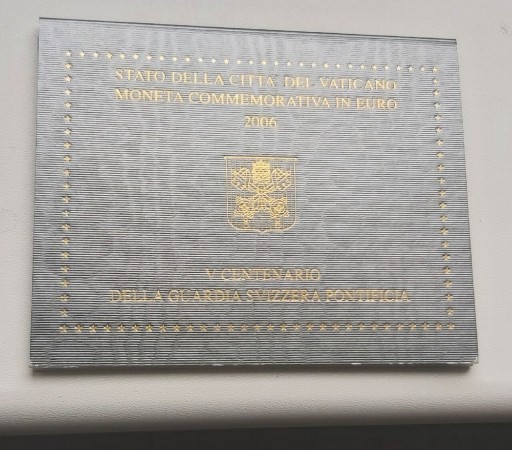 STATO DELLA CITTA' DEL VATICANO
MONETA COMMEMORATIVA IN EURO
2006
V CENTENARIO
DELLA GUARDIA SVIZZERA PONTIFICIA